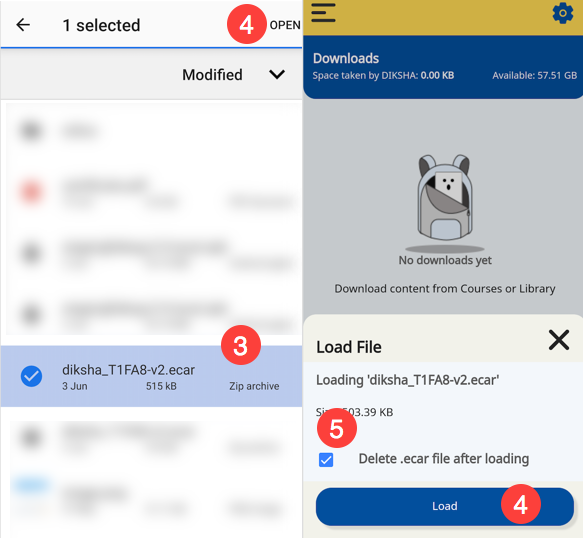 1 selected
4
OPEN
Modified
3
diksha_T1FA8-v2.ecar
3 Jun 515 kB Zip archive
Downloads
Space taken by DIKSHA: 0.00 KB Available: 57.51 GB
No downloads yet
Download content from Courses or Library
Load File
Loading 'diksha_T1FA8-v2.ecar'
503.39 KB
5
Delete .ecar file after loading
Load
4